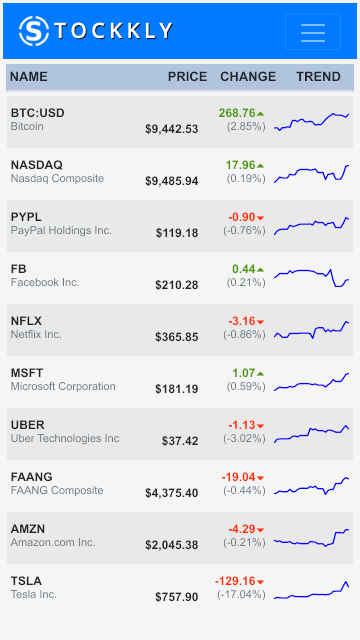 STOCKKLY
NAME PRICE CHANGE TREND
BTC:USD 268.76
Bitcoin $9,442.53 (2.85%)
NASDAQ 17.96
Nasdaq Composite $9,485.94 (0.19%)
PYPL -0.90
PayPal Holdings Inc. $119.18 (-0.76%)
FB 0.44
Facebook Inc. $210.28 (0.21%)
NFLX -3.16
Netflix Inc. $365.85 (-0.86%)
MSFT 1.07
Microsoft Corporation $181.19 (0.59%)
UBER -1.13
Uber Technologies Inc $37.42 (-3.02%)
FAANG -19.04
FAANG Composite $4,375.40 (-0.44%)
AMZN -4.29
Amazon.com Inc. $2,045.38 (-0.21%)
TSLA -129.16
Tesla Inc. $757.90 (-17.04%)